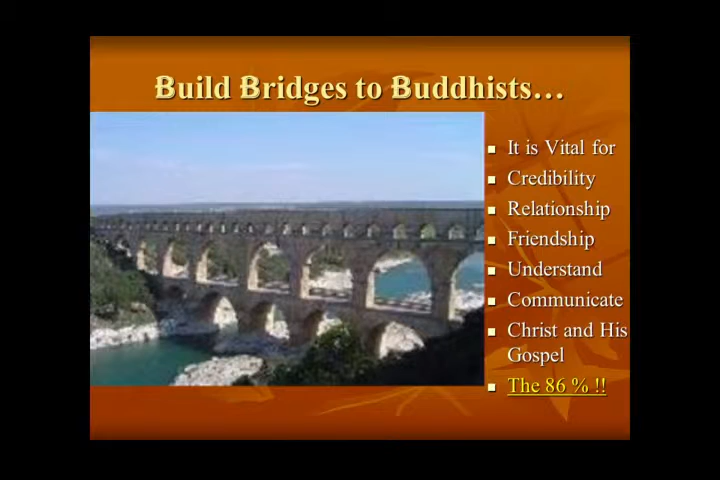 Build Bridges to Buddhists…
It is Vital for
Credibility
Relationship
Friendship
Understand
Communicate
Christ and His
Gospel
The 86 % !!